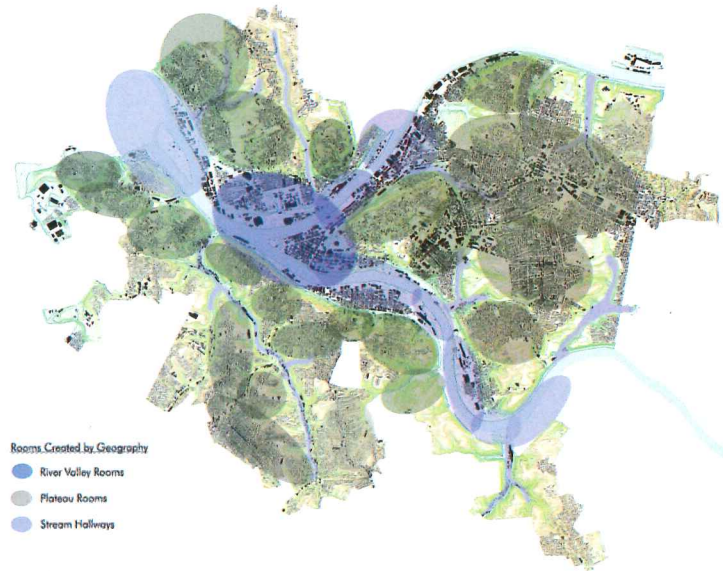 Rooms Created by Geography
River Valley Rooms
Plateau Rooms
Stream Hallways